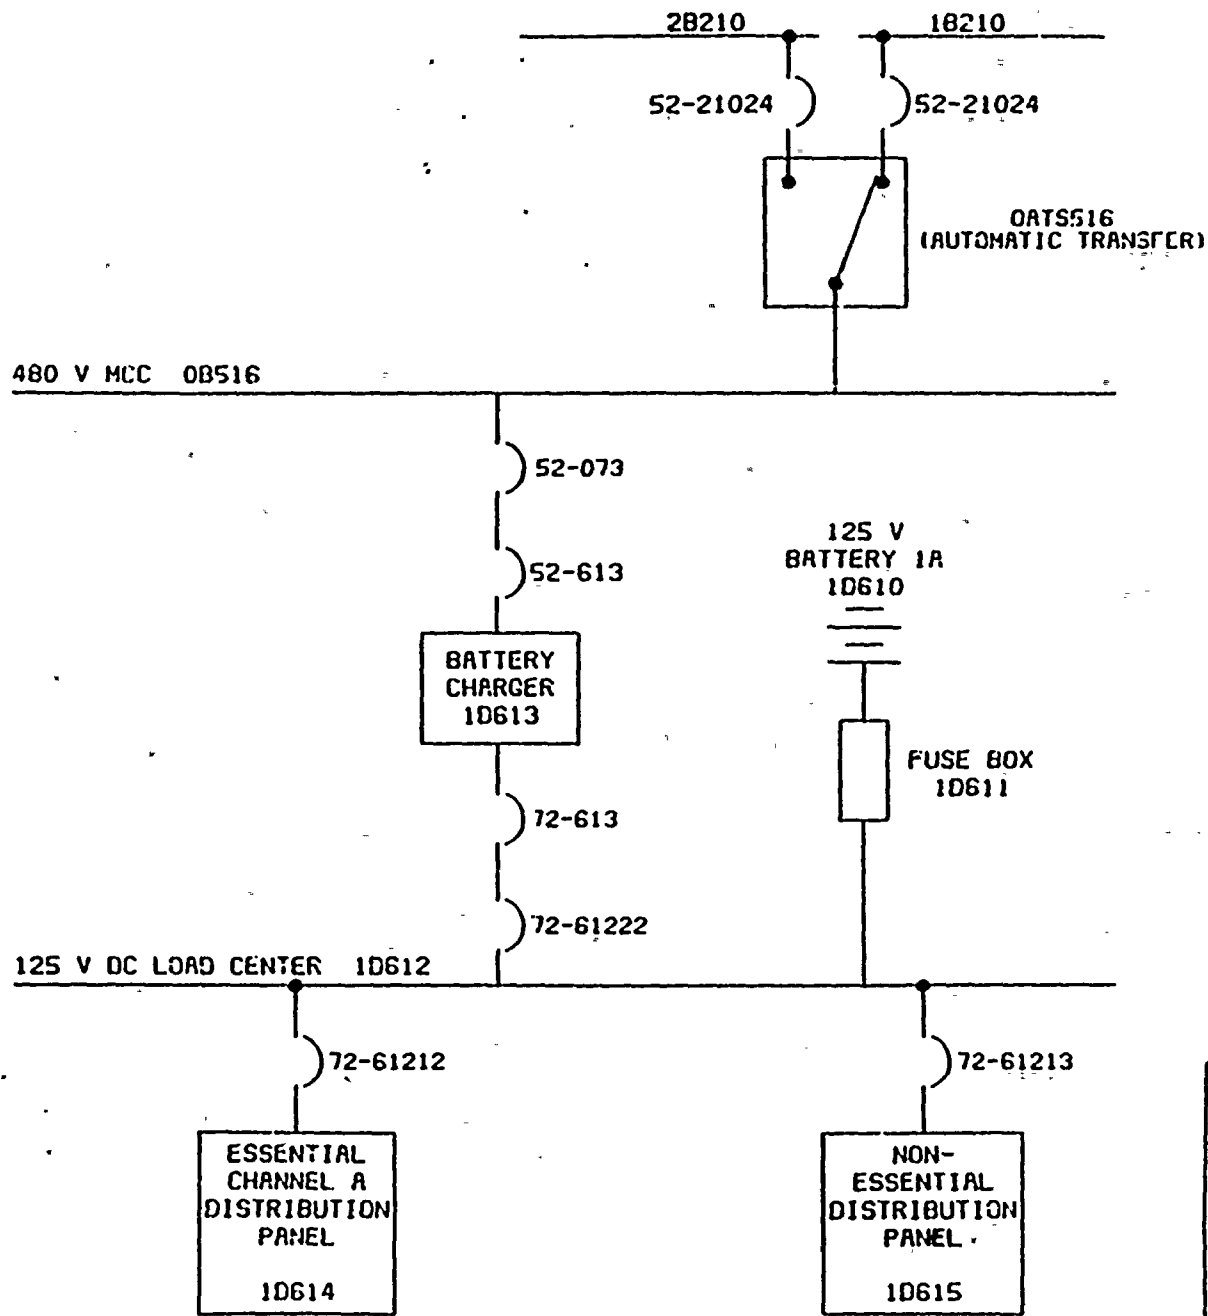 2B210
1B210
52-21024
52-21024
OATS516
(AUTOMATIC TRANSFER)
480 V MCC 0B516
52-073
52-613
125 V
BATTERY 1A
1D610
BATTERY
CHARGER
1D613
FUSE BOX
1D611
72-613
72-61222
125 V DC LOAD CENTER 1D612
72-61212
72-61213
ESSENTIAL
CHANNEL A
DISTRIBUTION
PANEL
1D614
NON-
ESSENTIAL
DISTRIBUTION
PANEL
1D615